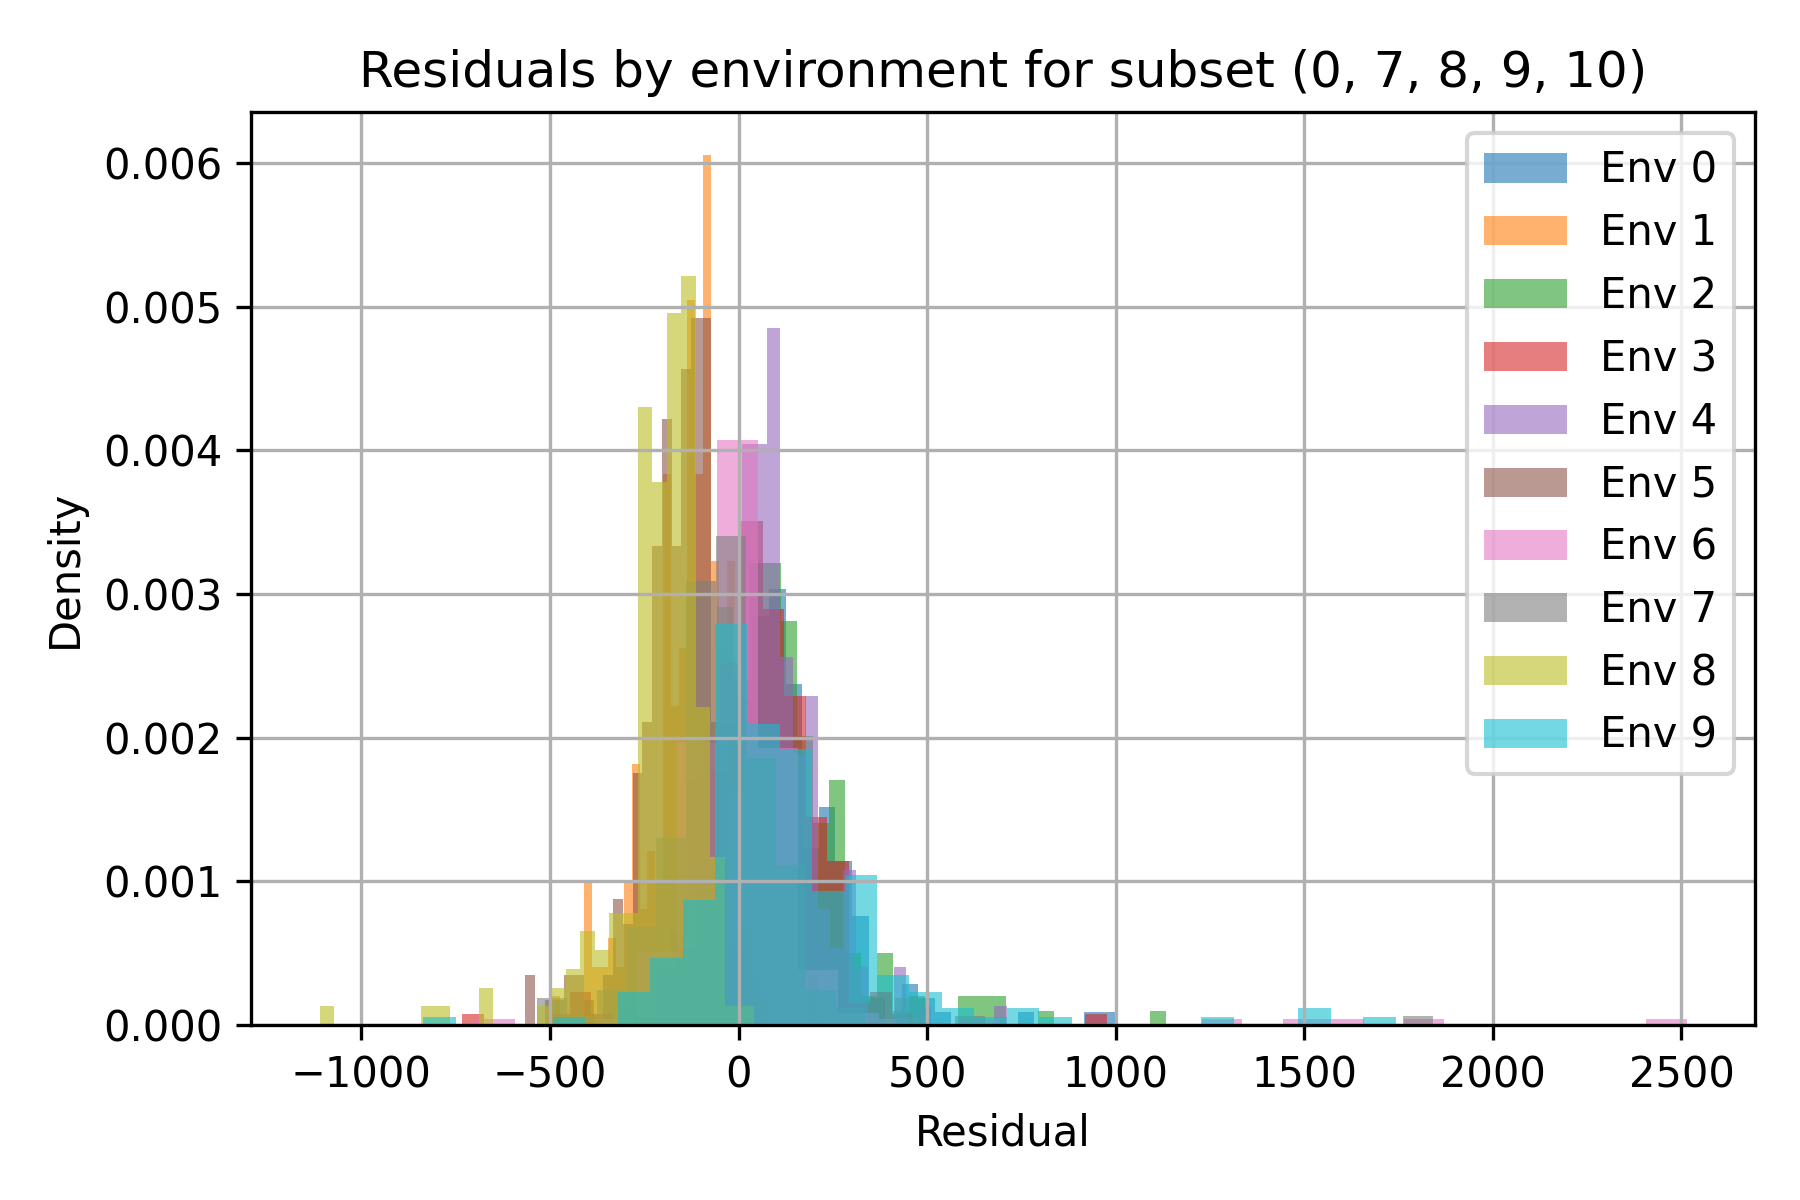 Residuals by environment for subset (0, 7, 8, 9, 10)
0.006
0.005
0.004
0.003
0.002
0.001
0.000
Density
−1000
−500
0
500
1000
1500
2000
2500
Residual
Env 0
Env 1
Env 2
Env 3
Env 4
Env 5
Env 6
Env 7
Env 8
Env 9